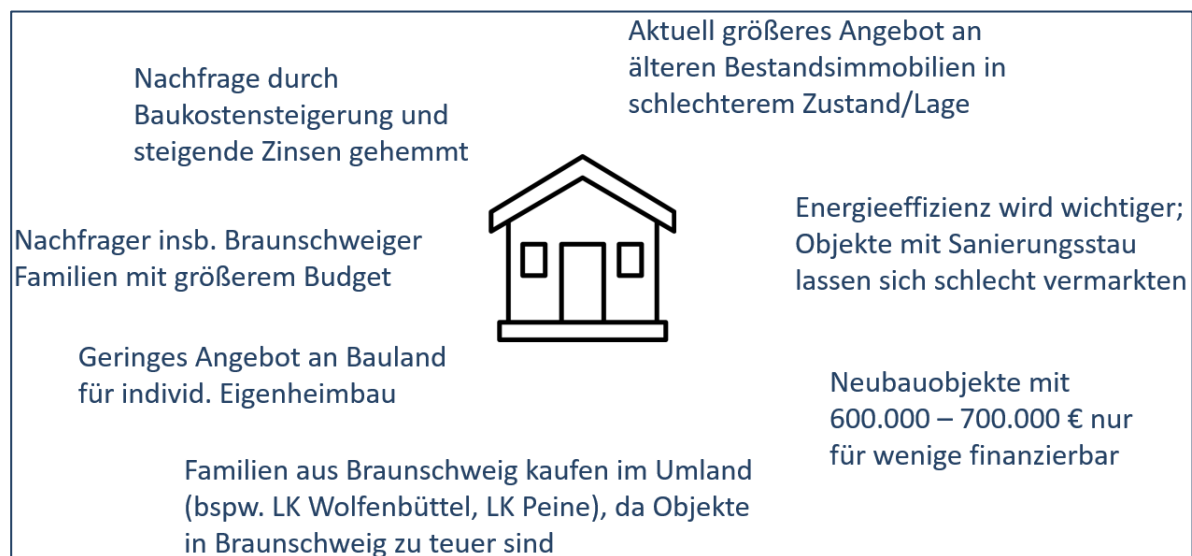 Aktuell größeres Angebot an
älteren Bestandsimmobilien in
schlechterem Zustand/Lage
Nachfrage durch
Baukostensteigerung und
steigende Zinsen gehemmt
Energieeffizienz wird wichtiger;
Objekte mit Sanierungsstau
lassen sich schlecht vermarkten
Nachfrager insb. Braunschweiger
Familien mit größerem Budget
Geringes Angebot an Bauland
für individ. Eigenheimbau
Neubauobjekte mit
600.000 – 700.000 € nur
für wenige finanzierbar
Familien aus Braunschweig kaufen im Umland
(bspw. LK Wolfenbüttel, LK Peine), da Objekte
in Braunschweig zu teuer sind